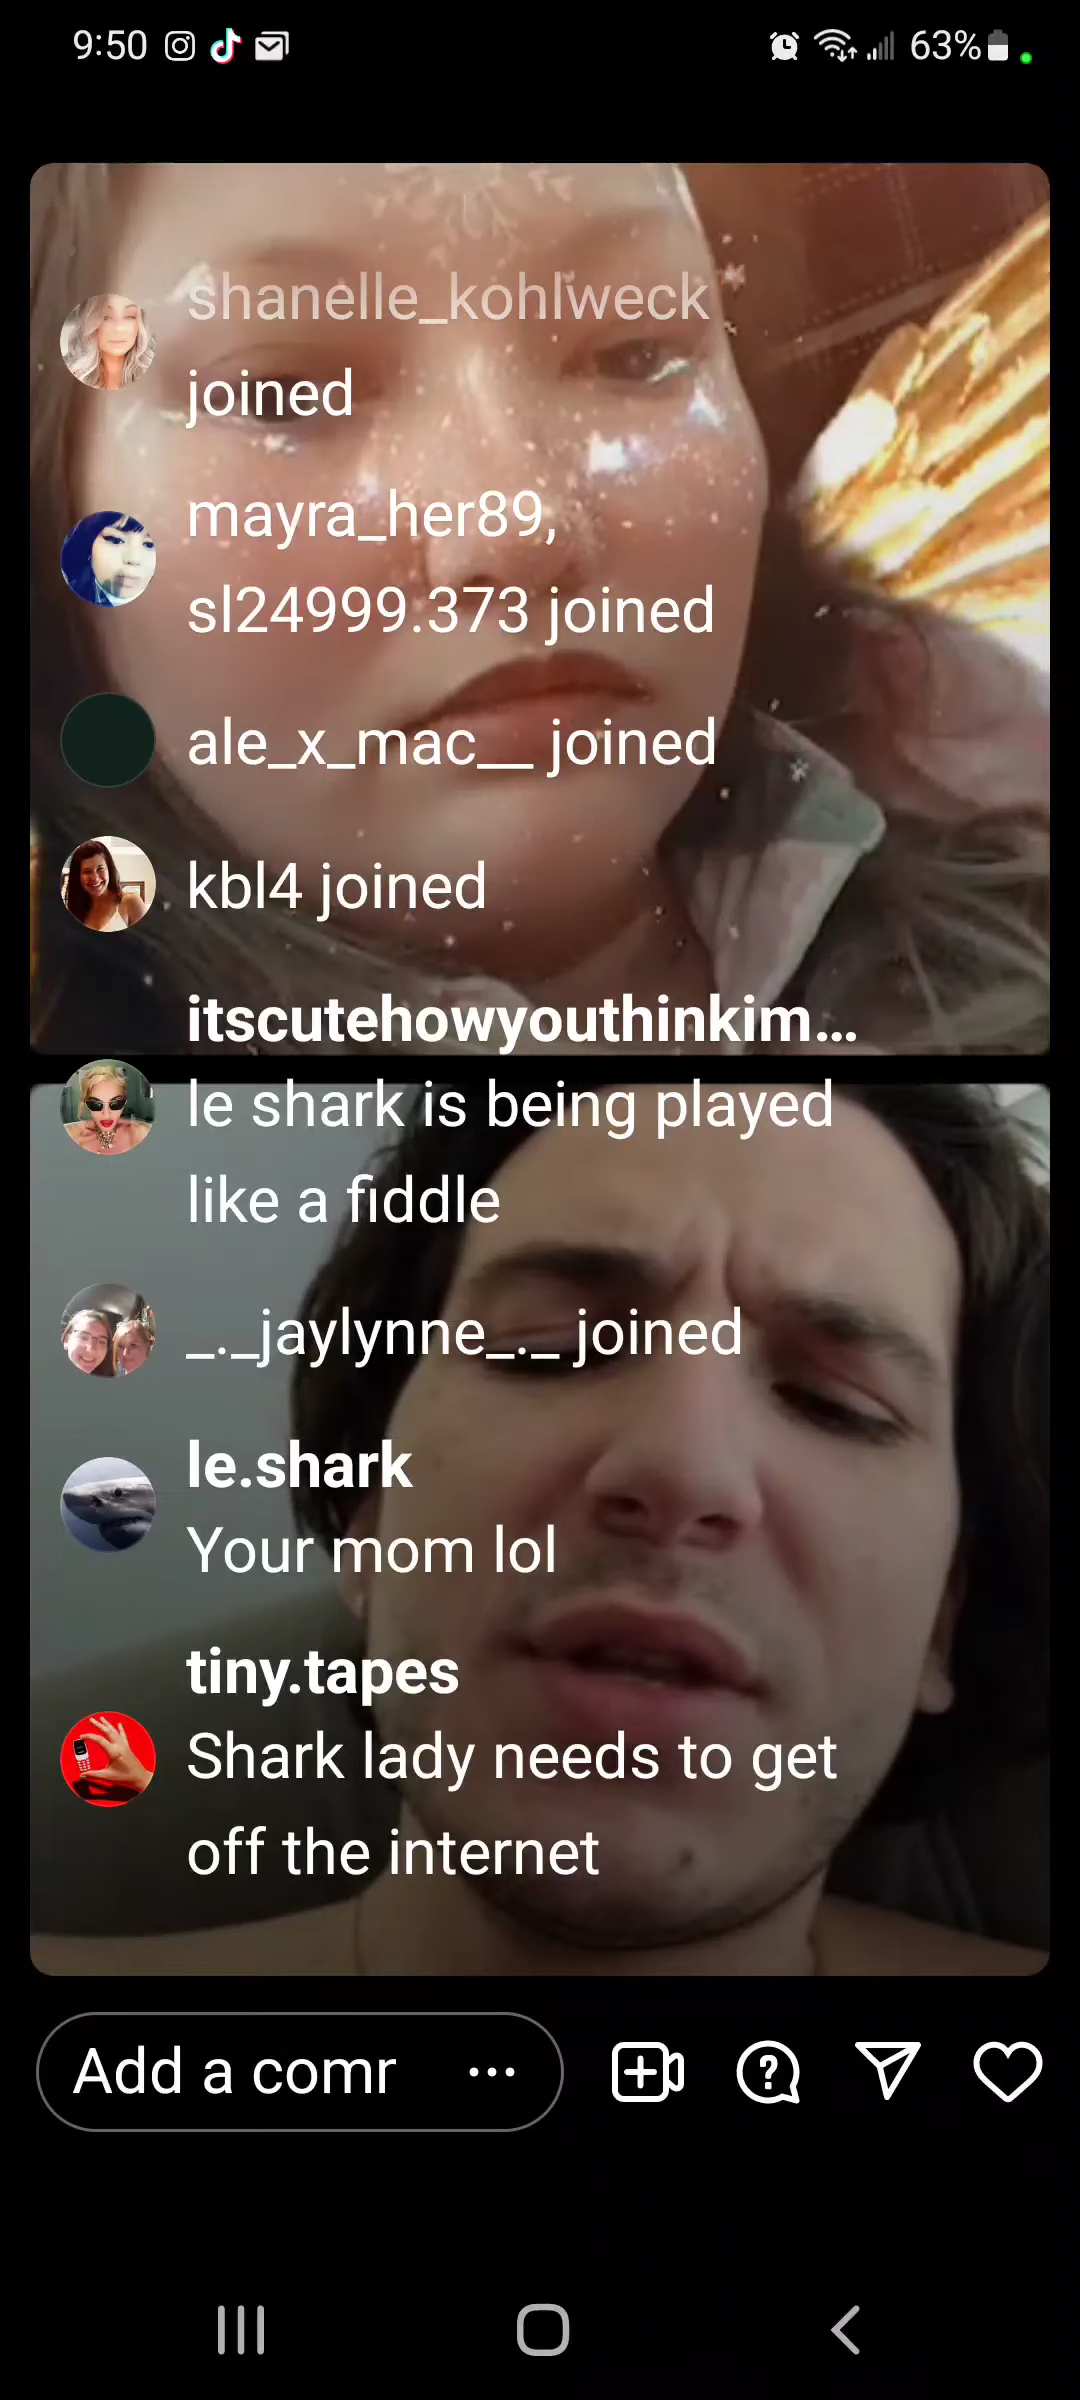 9:50
63%
shanelle_kohlweck
joined
mayra_her89,
sl24999.373 joined
ale_x_mac__ joined
kbl4 joined
itscutehowyouthinkim...
le shark is being played
like a fiddle
_._jaylynne_._ joined
le.shark
Your mom lol
tiny.tapes
Shark lady needs to get
off the internet
Add a comr